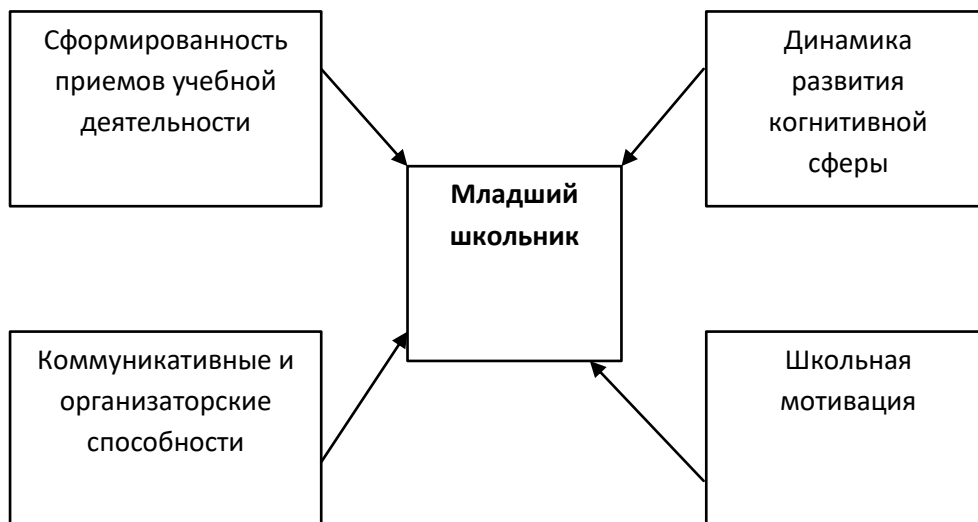 Сформированность
приемов учебной
деятельности
Динамика
развития
когнитивной
сферы
Младший
школьник
Коммуникативные и
организаторские
способности
Школьная
мотивация